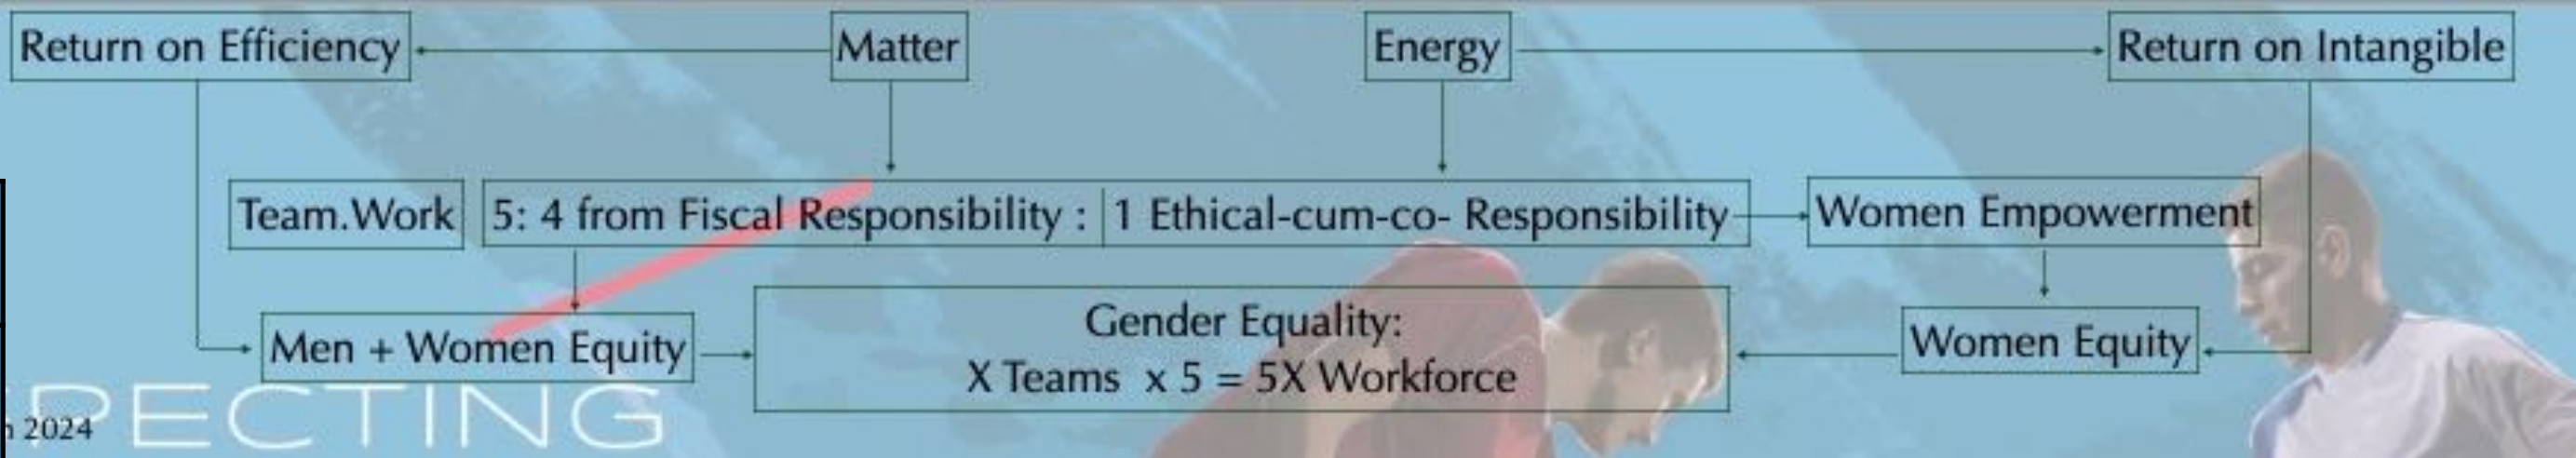 Return on Efficiency Matter Energy Return on Intangible
Team.Work 5: 4 from Fiscal Responsibility : 1 Ethical-cum-co- Responsibility Women Empowerment
Gender Equality:
Men + Women Equity X Teams x 5 = 5X Workforce Women Equity
PECTING
2024